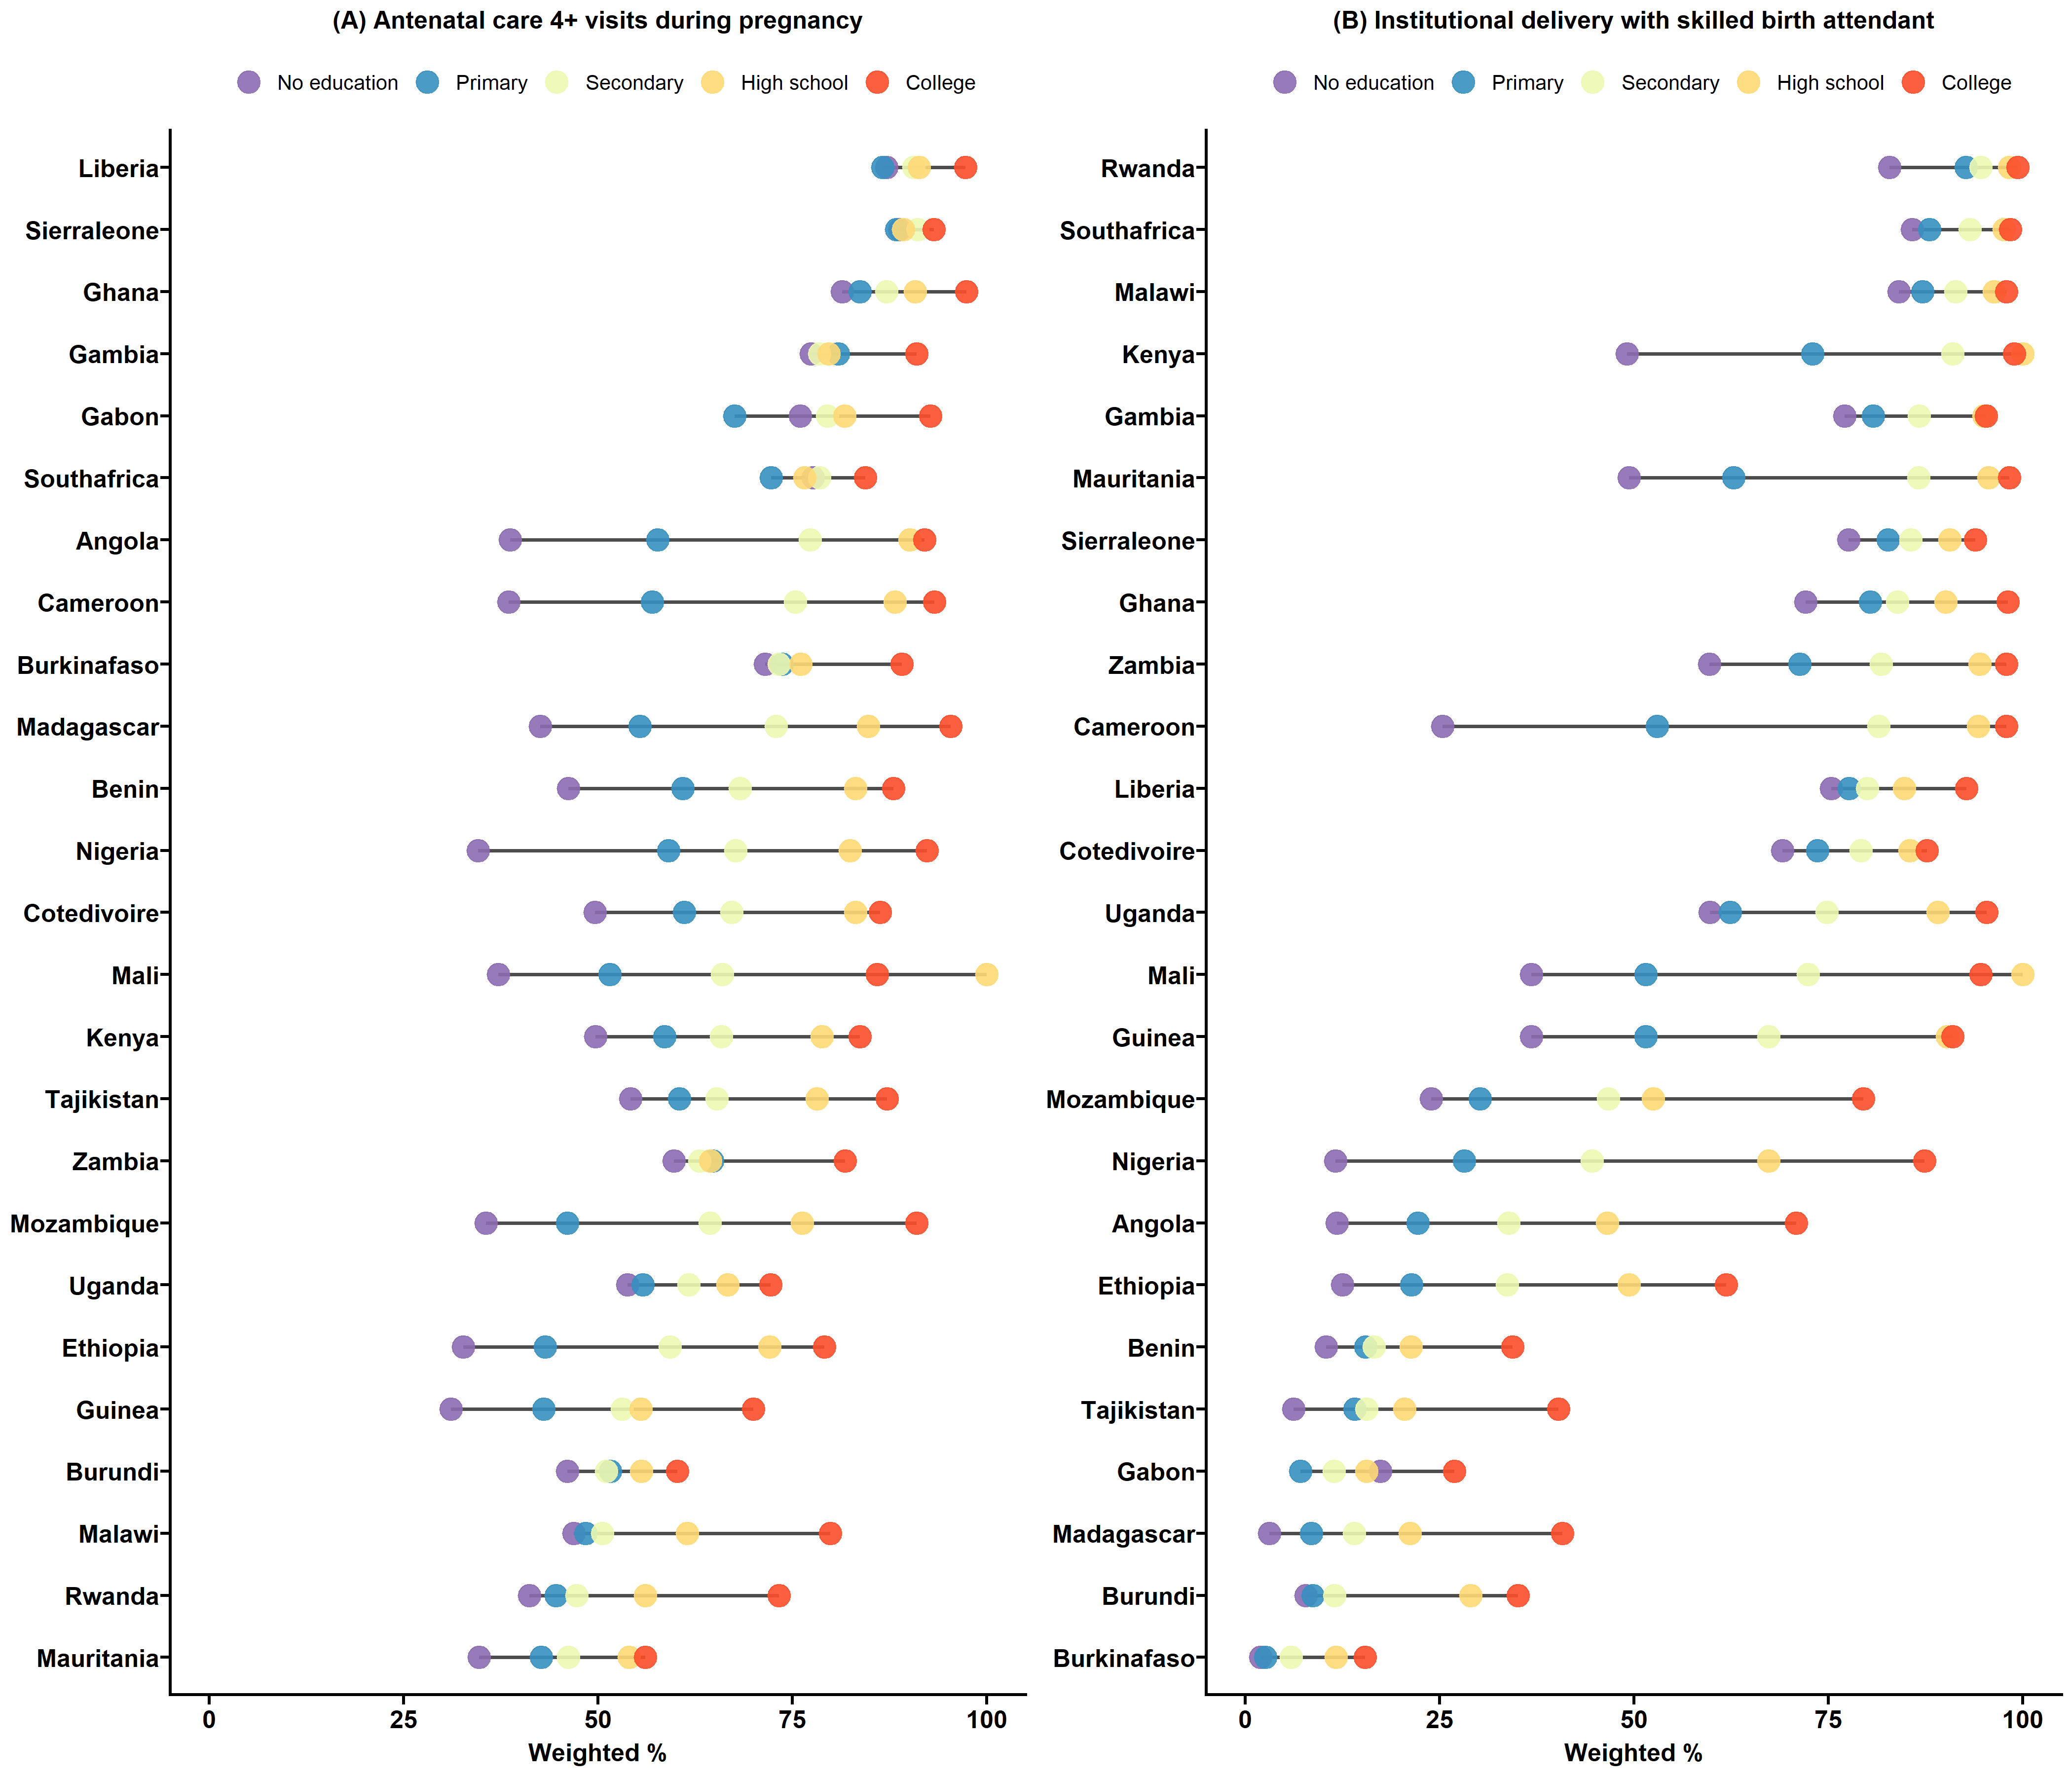 (A) Antenatal care 4+ visits during pregnancy
No education Primary Secondary High school College
Liberia
Sierraleone
Ghana
Gambia
Gabon
Southafrica
Angola
Cameroon
Burkinafaso
Madagascar
Benin
Nigeria
Cotedivoire
Mali
Kenya
Tajikistan
Zambia
Mozambique
Uganda
Ethiopia
Guinea
Burundi
Malawi
Rwanda
Mauritania
0 25 50 75 100
Weighted %
(B) Institutional delivery with skilled birth attendant
No education Primary Secondary High school College
Rwanda
Southafrica
Malawi
Kenya
Gambia
Mauritania
Sierraleone
Ghana
Zambia
Cameroon
Liberia
Cotedivoire
Uganda
Mali
Guinea
Mozambique
Nigeria
Angola
Ethiopia
Benin
Tajikistan
Gabon
Madagascar
Burundi
Burkinafaso
0 25 50 75 100
Weighted %